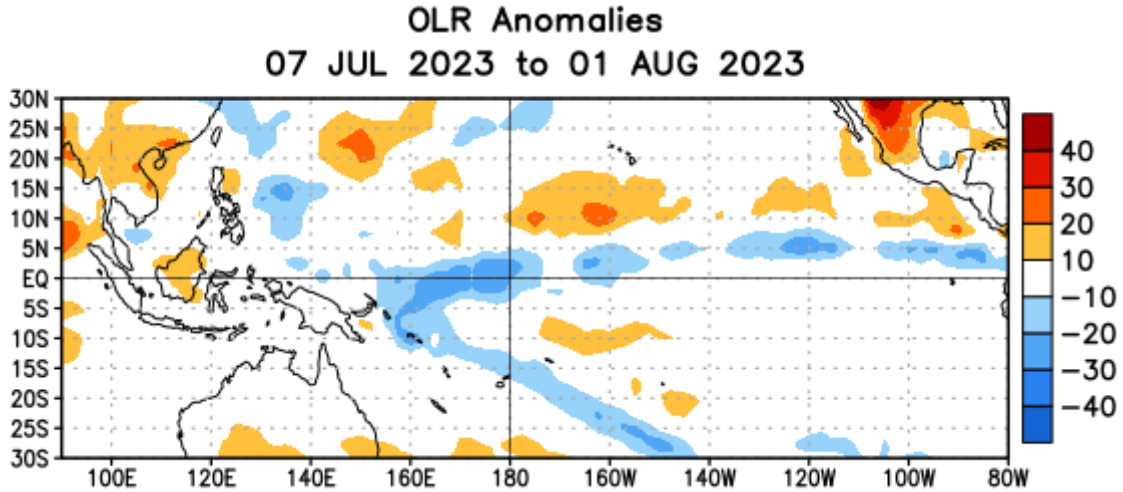 OLR Anomalies
07 JUL 2023 to 01 AUG 2023
30N
25N
20N
15N
10N
5N
EQ
5S
10S
15S
20S
25S
30S
100E 120E 140E 160E 180 160W 140W 120W 100W 80W
40
30
20
10
−10
−20
−30
−40